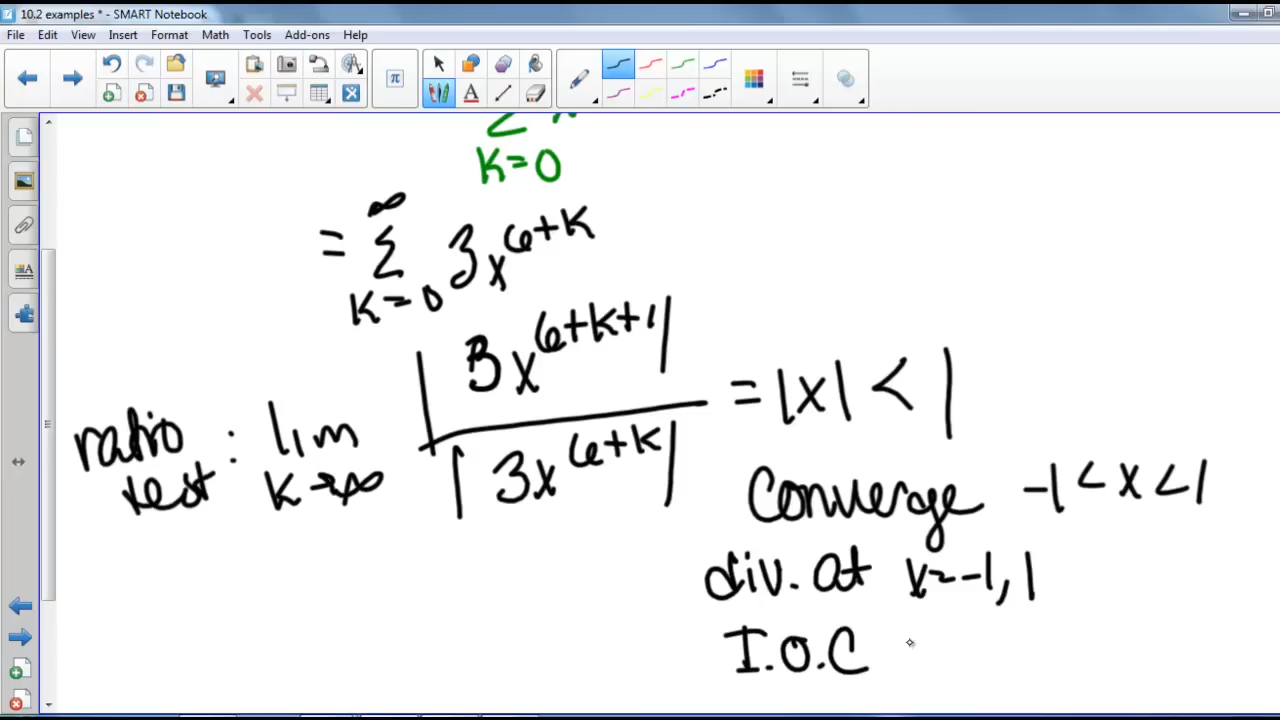 10.2 examples * - SMART Notebook
File Edit View Insert Format Math Tools Add-ons Help
π
A
K=0
= ∞ Σ K=0 3x^(6+K)
ratio test : lim K→∞ |3x^(6+K+1)| / |3x^(6+K)| = |x| < 1
Converge -1 < x < 1
div. at x=-1, 1
I.O.C